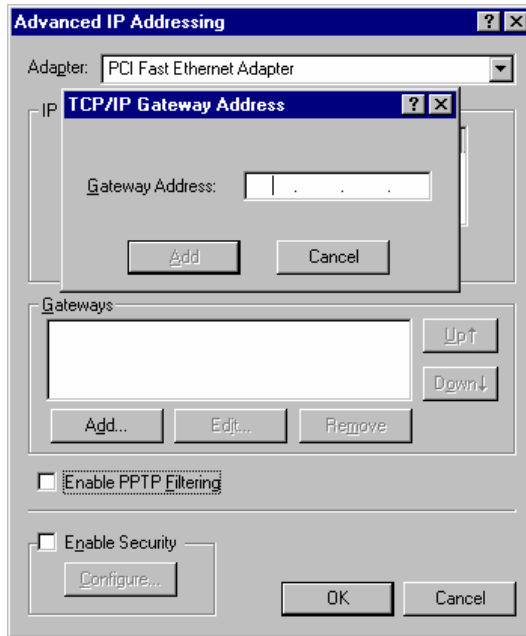 Advanced IP Addressing
Adapter: PCI Fast Ethernet Adapter
IP
TCP/IP Gateway Address
Gateway Address: . . .
Add Cancel
Gateways
Up↑
Down↓
Add... Edit... Remove
Enable PPTP Filtering
Enable Security
Configure...
OK Cancel